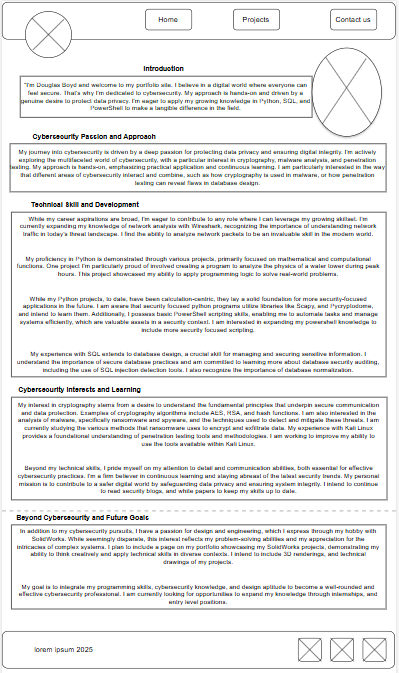 Home
Projects
Contact us
Introduction
"I'm Douglas Boyd and welcome to my portfolio site. I believe in a digital world where everyone can
feel secure. That's why I'm dedicated to cybersecurity. My approach is hands-on and driven by a
genuine desire to protect data privacy. I'm eager to apply my growing knowledge in Python, SQL, and
PowerShell to make a tangible difference in the field.
Cybersecurity Passion and Approach
My journey into cybersecurity is driven by a deep passion for protecting data privacy and ensuring digital integrity. I'm actively
exploring the multifaceted world of cybersecurity, with a particular interest in cryptography, malware analysis, and penetration
testing. My approach is hands-on, emphasizing practical application and continuous learning. I am particularly interested in the way
that different areas of cybersecurity interact and combine, such as how cryptography is used in malware, or how penetration
testing can reveal flaws in database design.
Technical Skill and Development
While my career aspirations are broad, I'm eager to contribute to any role where I can leverage my growing skillset. I'm
currently expanding my knowledge of network analysis with Wireshark, recognizing the importance of understanding network
traffic in today's threat landscape. I find the ability to analyze network packets to be an invaluable skill in the modern world.
My proficiency in Python is demonstrated through various projects, primarily focused on mathematical and computational
functions. One project I'm particularly proud of involved creating a program to analyze the physics of a water tower during peak
hours. This project showcased my ability to apply programming logic to solve real-world problems.
While my Python projects, to date, have been calculation-centric, they lay a solid foundation for more security-focused
applications in the future. I am aware that security focused python programs utilize libraries like Scapy, and Pycryptodome,
and intend to learn them. Additionally, I possess basic PowerShell scripting skills, enabling me to automate tasks and manage
systems efficiently, which are valuable assets in a security context. I am interested in expanding my powershell knowledge to
include more security focused scripting.
My experience with SQL extends to database design, a crucial skill for managing and securing sensitive information. I
understand the importance of secure database practices and am committed to learning more about database security auditing,
including the use of SQL injection detection tools. I also recognize the importance of database normalization.
Cybersecurity Interests and Learning
My interest in cryptography stems from a desire to understand the fundamental principles that underpin secure communication
and data protection. Examples of cryptography algorithms include AES, RSA, and hash functions. I am also interested in the
analysis of malware, specifically ransomware and spyware, and the techniques used to detect and mitigate these threats. I am
currently studying the various methods that ransomware uses to encrypt and exfiltrate data. My experience with Kali Linux
provides a foundational understanding of penetration testing tools and methodologies. I am working to improve my ability to
use the tools available within Kali Linux.
Beyond my technical skills, I pride myself on my attention to detail and communication abilities, both essential for effective
cybersecurity practices. I'm a firm believer in continuous learning and staying abreast of the latest security trends. My personal
mission is to contribute to a safer digital world by safeguarding data privacy and ensuring system integrity. I intend to continue
to read security blogs, and white papers to keep my skills up to date.
Beyond Cybersecurity and Future Goals
In addition to my cybersecurity pursuits, I have a passion for design and engineering, which I express through my hobby with
SolidWorks. While seemingly disparate, this interest reflects my problem-solving abilities and my appreciation for the
intricacies of complex systems. I plan to include a page on my portfolio showcasing my SolidWorks projects, demonstrating my
ability to think creatively and apply technical skills in diverse contexts. I intend to include 3D renderings, and technical
drawings of my projects.
My goal is to integrate my programming skills, cybersecurity knowledge, and design aptitude to become a well-rounded and
effective cybersecurity professional. I am currently looking for opportunities to expand my knowledge through internships, and
entry level positions.
lorem ipsum 2025